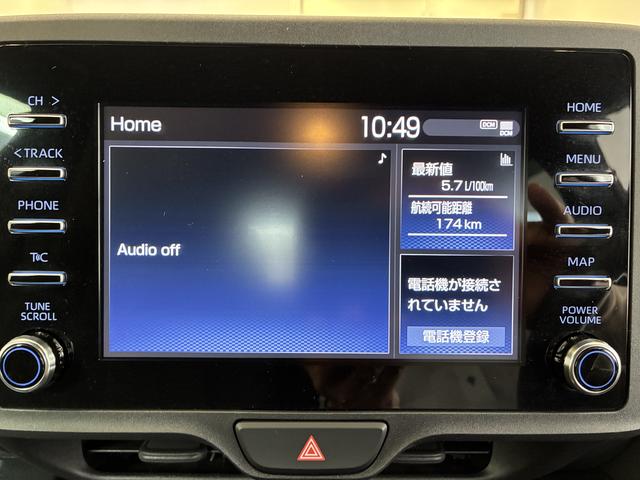 CH >
< TRACK
PHONE
T C
TUNE
SCROLL
Home
10:49
DCM
DCM
Audio off
最新値
5.7 L/100km
航続可能距離
174 km
電話機が接続さ
れていません
電話機登録
HOME
MENU
AUDIO
MAP
POWER
VOLUME